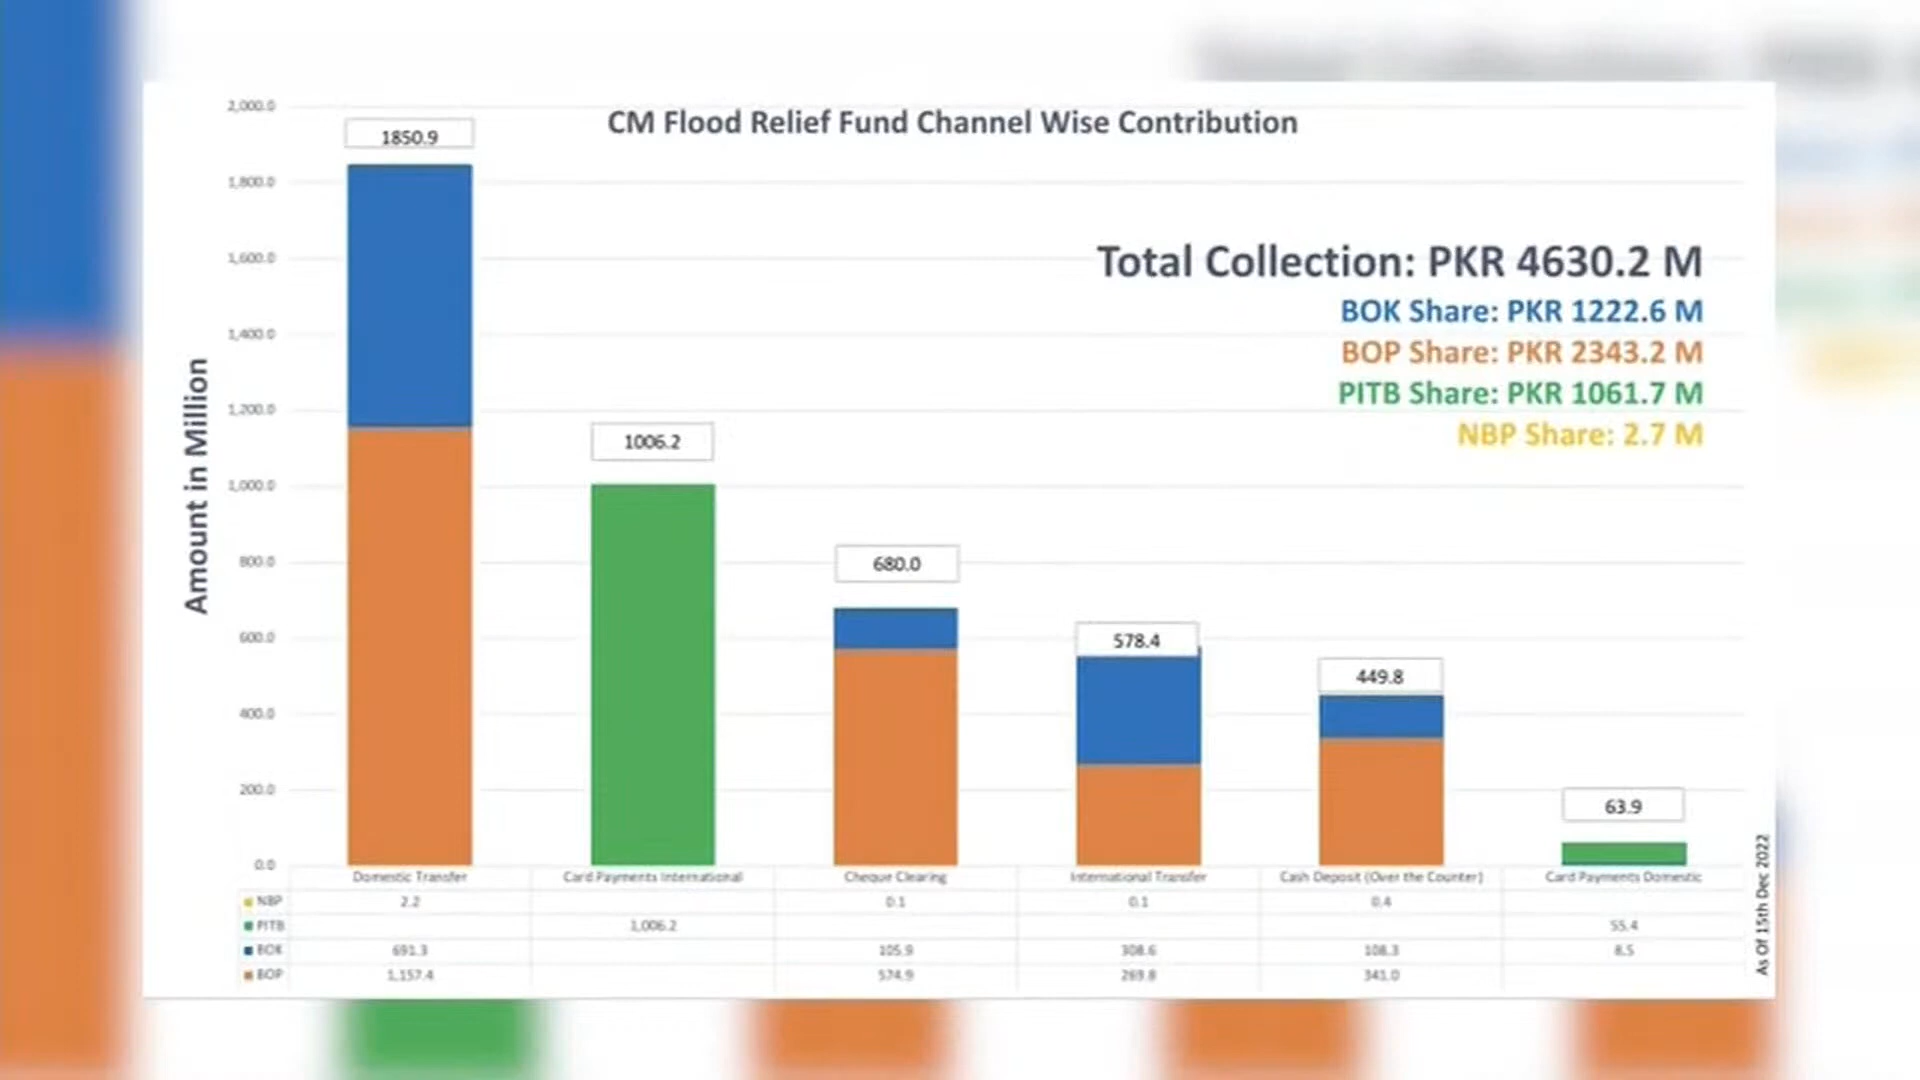 CM Flood Relief Fund Channel Wise Contribution
Total Collection: PKR 4630.2 M
BOK Share: PKR 1222.6 M
BOP Share: PKR 2343.2 M
PITB Share: PKR 1061.7 M
NBP Share: 2.7 M
Amount in Million
2,000.0
1,800.0
1,600.0
1,400.0
1,200.0
1,000.0
800.0
600.0
400.0
200.0
0.0
1850.9
1006.2
680.0
578.4
449.8
63.9
Domestic Transfer Card Payments International Cheque Clearing International Transfer Cash Deposit (Over the Counter) Card Payments Domestic
NBP 2.2 0.1 0.1 0.4
PITB 1,006.2 55.4
BOK 691.3 105.9 308.6 108.3 8.5
BOP 1,157.4 574.9 269.8 341.0
As Of 15th Dec 2022